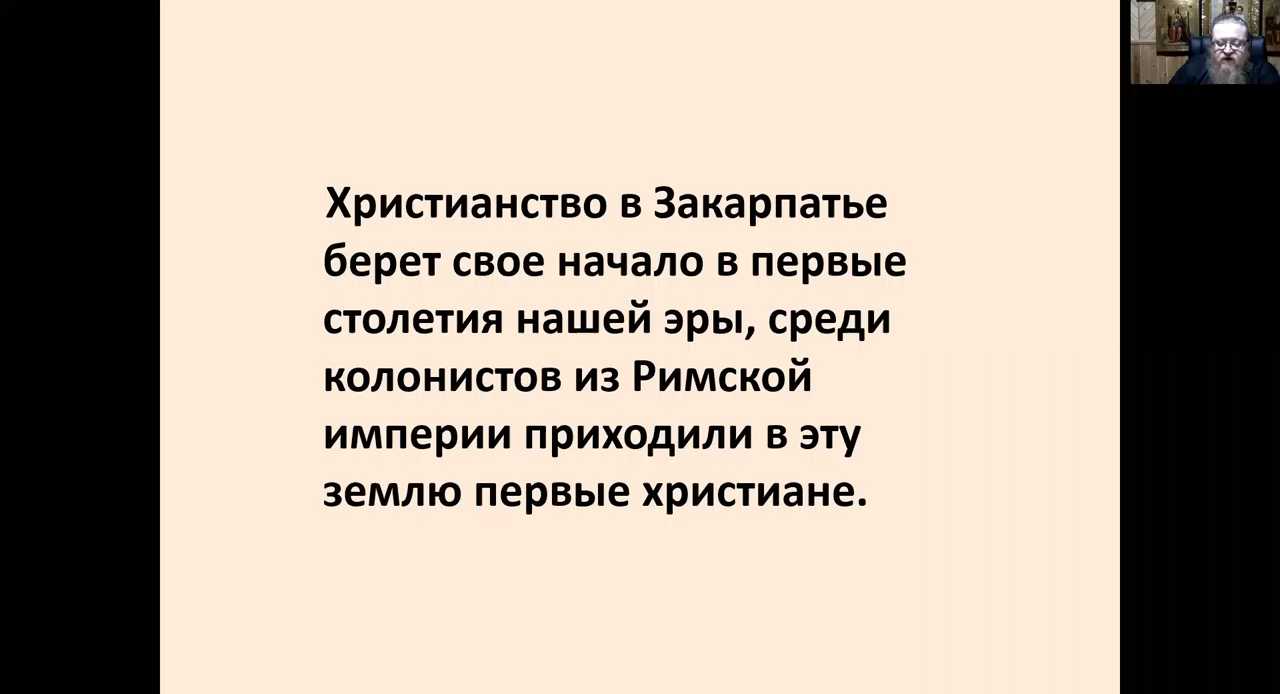 Христианство в Закарпатье
берет свое начало в первые
столетия нашей эры, среди
колонистов из Римской
империи приходили в эту
землю первые христиане.